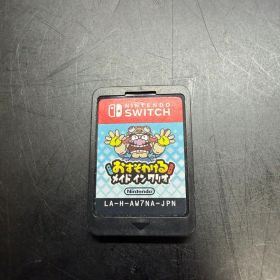 NINTENDO
SWITCH
おすそわける
メイド イン ワリオ
Nintendo
LA-H-AW7NA-JPN